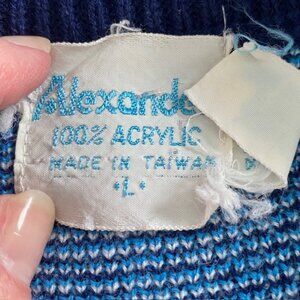 Alexande
100% ACRYLIC
MADE IN TAIWAN
*L*